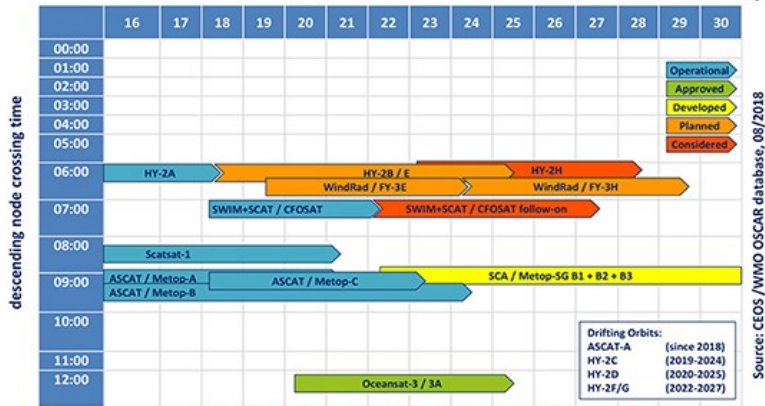 16 17 18 19 20 21 22 23 24 25 26 27 28 29 30
00:00
01:00
Operational
02:00
Approved
03:00
Developed
04:00
Planned
05:00
Considered
06:00
HY-2A
HY-2B / E
HY-2H
WindRad / FY-3E
WindRad / FY-3H
07:00
SWIM+SCAT / CFOSAT
SWIM+SCAT / CFOSAT follow-on
08:00
Scatsat-1
09:00
ASCAT / Metop-A
ASCAT / Metop-C
SCA / Metop-SG B1 + B2 + B3
ASCAT / Metop-B
10:00
11:00
12:00
Oceansat-3 / 3A
Drifting Orbits:
ASCAT-A (since 2018)
HY-2C (2019-2024)
HY-2D (2020-2025)
HY-2F/G (2022-2027)
descending node crossing time
Source: CEOS /WMO OSCAR database, 08/2018